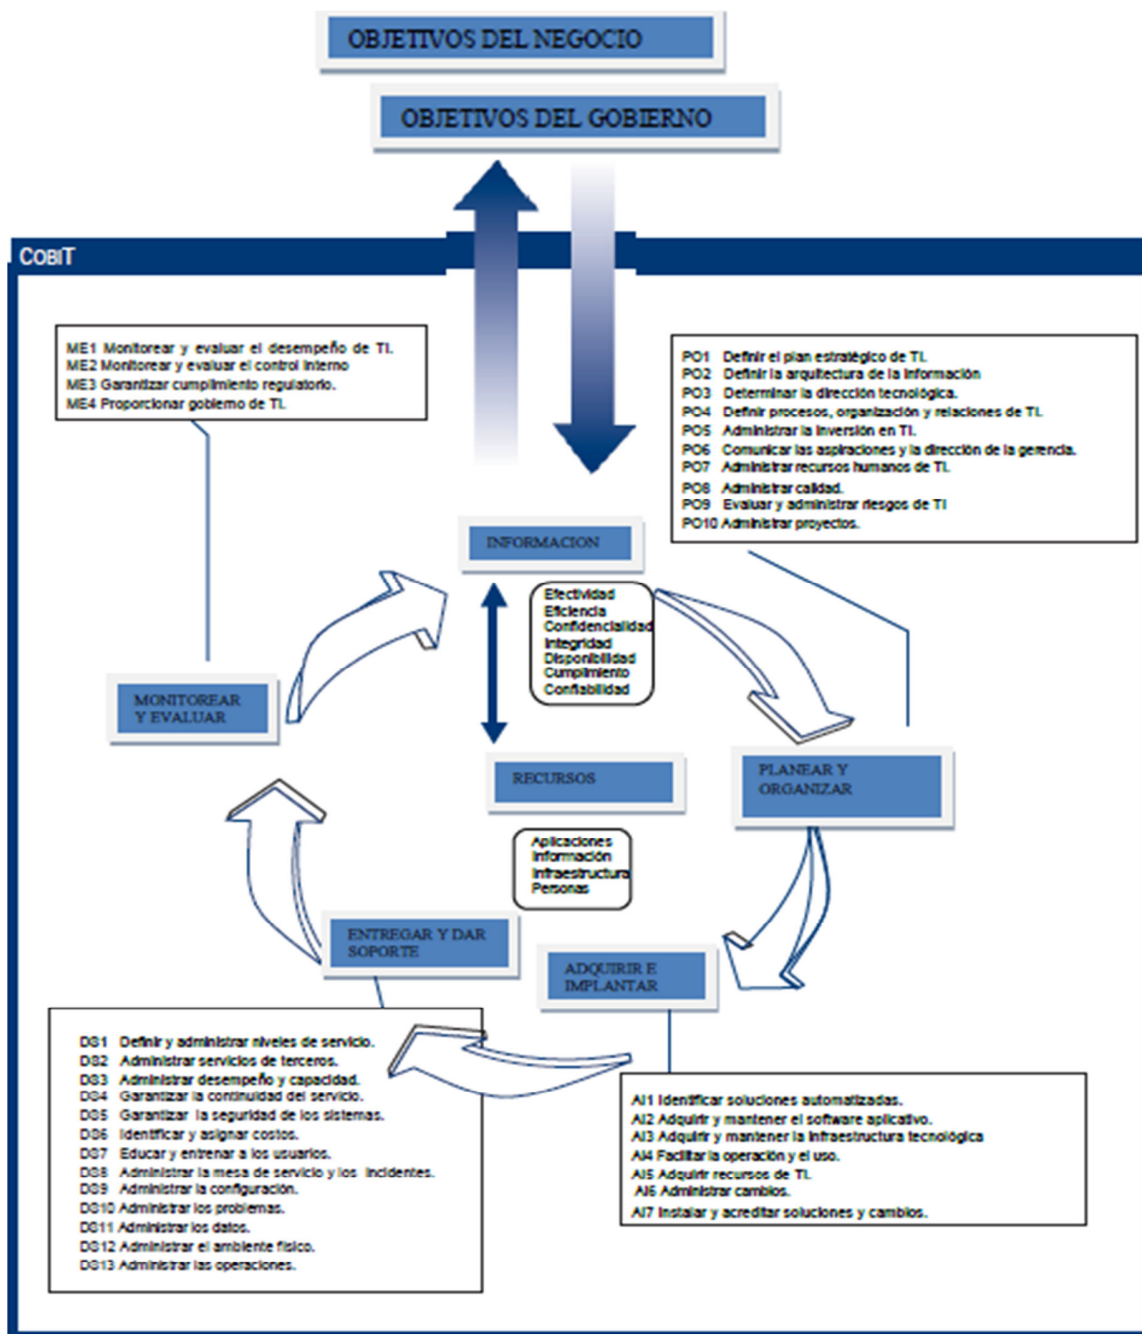 OBJETIVOS DEL NEGOCIO
OBJETIVOS DEL GOBIERNO
COBIT
ME1 Monitorear y evaluar el desempeño de TI.
ME2 Monitorear y evaluar el control interno
ME3 Garantizar cumplimiento regulatorio.
ME4 Proporcionar gobierno de TI.
PO1 Definir el plan estratégico de TI.
PO2 Definir la arquitectura de la información
PO3 Determinar la dirección tecnológica.
PO4 Definir procesos, organización y relaciones de TI.
PO5 Administrar la inversión en TI.
PO6 Comunicar las aspiraciones y la dirección de la gerencia.
PO7 Administrar recursos humanos de TI.
PO8 Administrar calidad.
PO9 Evaluar y administrar riesgos de TI
PO10 Administrar proyectos.
INFORMACION
Efectividad
Eficiencia
Confidencialidad
Integridad
Disponibilidad
Cumplimiento
Confiabilidad
MONITOREAR
Y EVALUAR
RECURSOS
PLANEAR Y
ORGANIZAR
Aplicaciones
Información
Infraestructura
Personas
ENTREGAR Y DAR
SOPORTE
ADQUIRIR E
IMPLANTAR
DS1 Definir y administrar niveles de servicio.
DS2 Administrar servicios de terceros.
DS3 Administrar desempeño y capacidad.
DS4 Garantizar la continuidad del servicio.
DS5 Garantizar la seguridad de los sistemas.
DS6 Identificar y asignar costos.
DS7 Educar y entrenar a los usuarios.
DS8 Administrar la mesa de servicio y los incidentes.
DS9 Administrar la configuración.
DS10 Administrar los problemas.
DS11 Administrar los datos.
DS12 Administrar el ambiente físico.
DS13 Administrar las operaciones.
AI1 Identificar soluciones automatizadas.
AI2 Adquirir y mantener el software aplicativo.
AI3 Adquirir y mantener la infraestructura tecnológica
AI4 Facilitar la operación y el uso.
AI5 Adquirir recursos de TI.
AI6 Administrar cambios.
AI7 Instalar y acreditar soluciones y cambios.